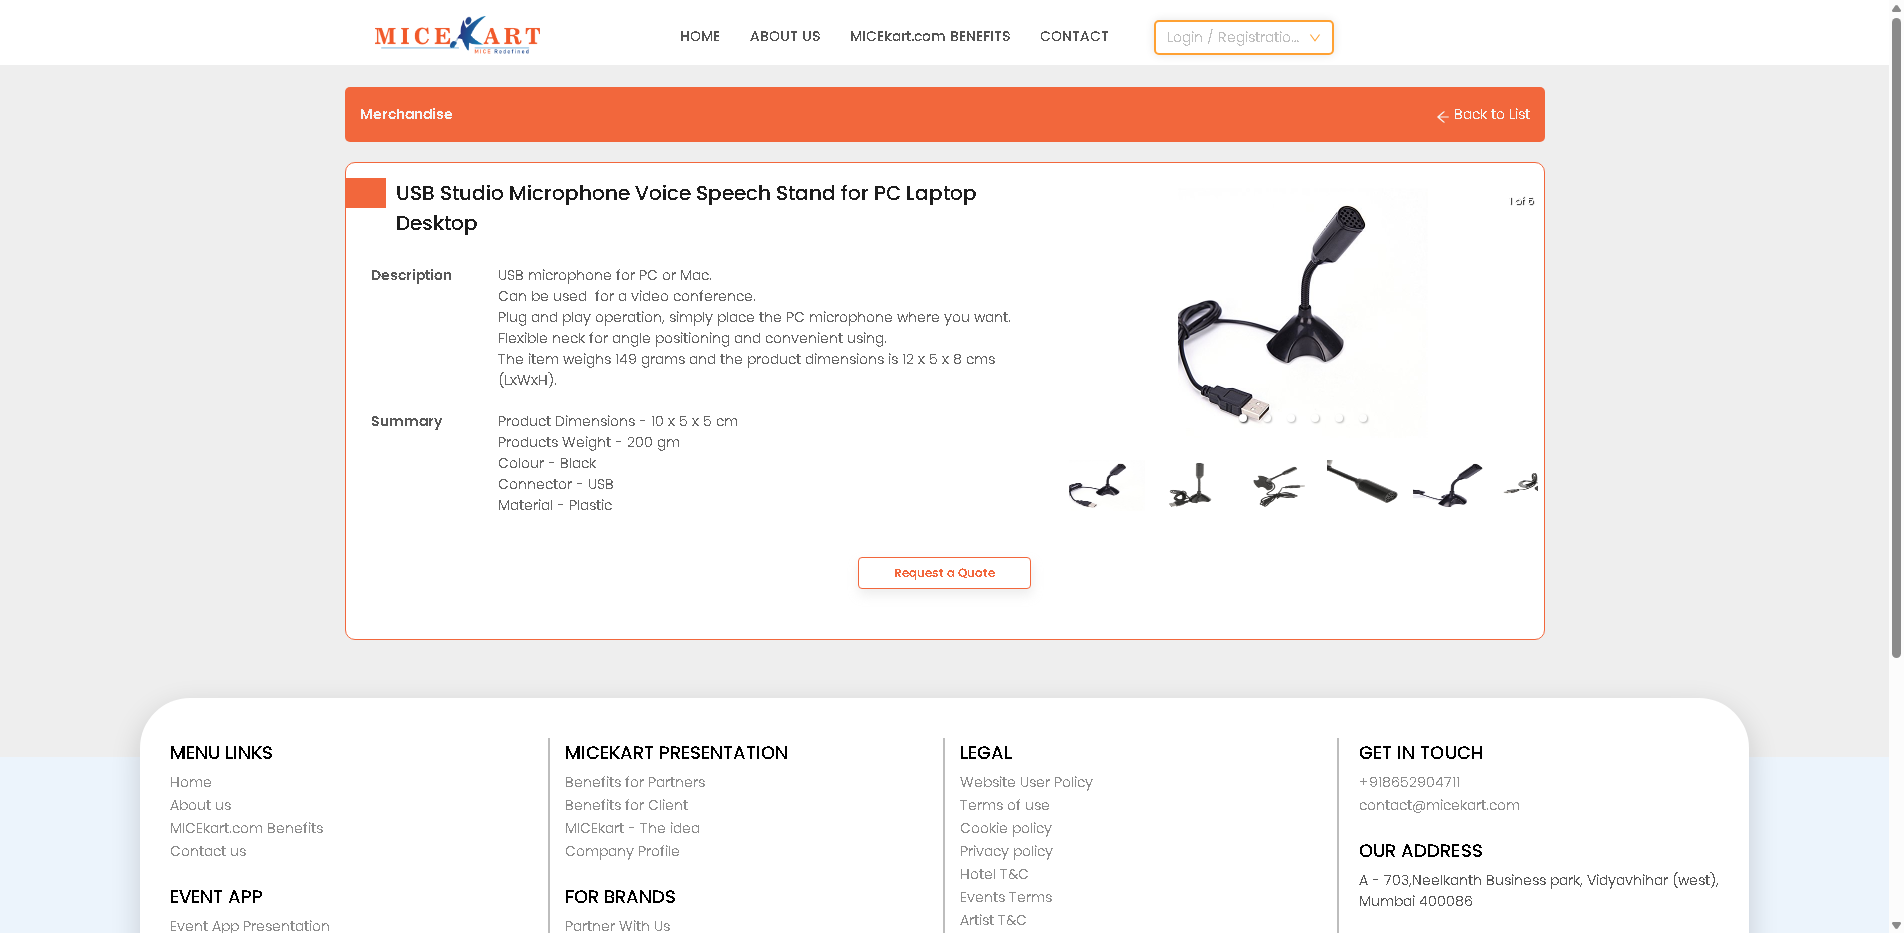 MICEKART
MICE Redefined
HOME
ABOUT US
MICEkart.com BENEFITS
CONTACT
Login / Registratio...
Merchandise
Back to List
USB Studio Microphone Voice Speech Stand for PC Laptop
Desktop
1 of 6
Description
USB microphone for PC or Mac.
Can be used  for a video conference.
Plug and play operation, simply place the PC microphone where you want.
Flexible neck for angle positioning and convenient using.
The item weighs 149 grams and the product dimensions is 12 x 5 x 8 cms
(LxWxH).
Summary
Product Dimensions - 10 x 5 x 5 cm
Products Weight - 200 gm
Colour - Black
Connector - USB
Material - Plastic
Request a Quote
MENU LINKS
Home
About us
MICEkart.com Benefits
Contact us
EVENT APP
Event App Presentation
MICEKART PRESENTATION
Benefits for Partners
Benefits for Client
MICEkart - The idea
Company Profile
FOR BRANDS
Partner With Us
LEGAL
Website User Policy
Terms of use
Cookie policy
Privacy policy
Hotel T&C
Events Terms
Artist T&C
GET IN TOUCH
+918652904711
contact@micekart.com
OUR ADDRESS
A - 703,Neelkanth Business park, Vidyavhihar (west),
Mumbai 400086